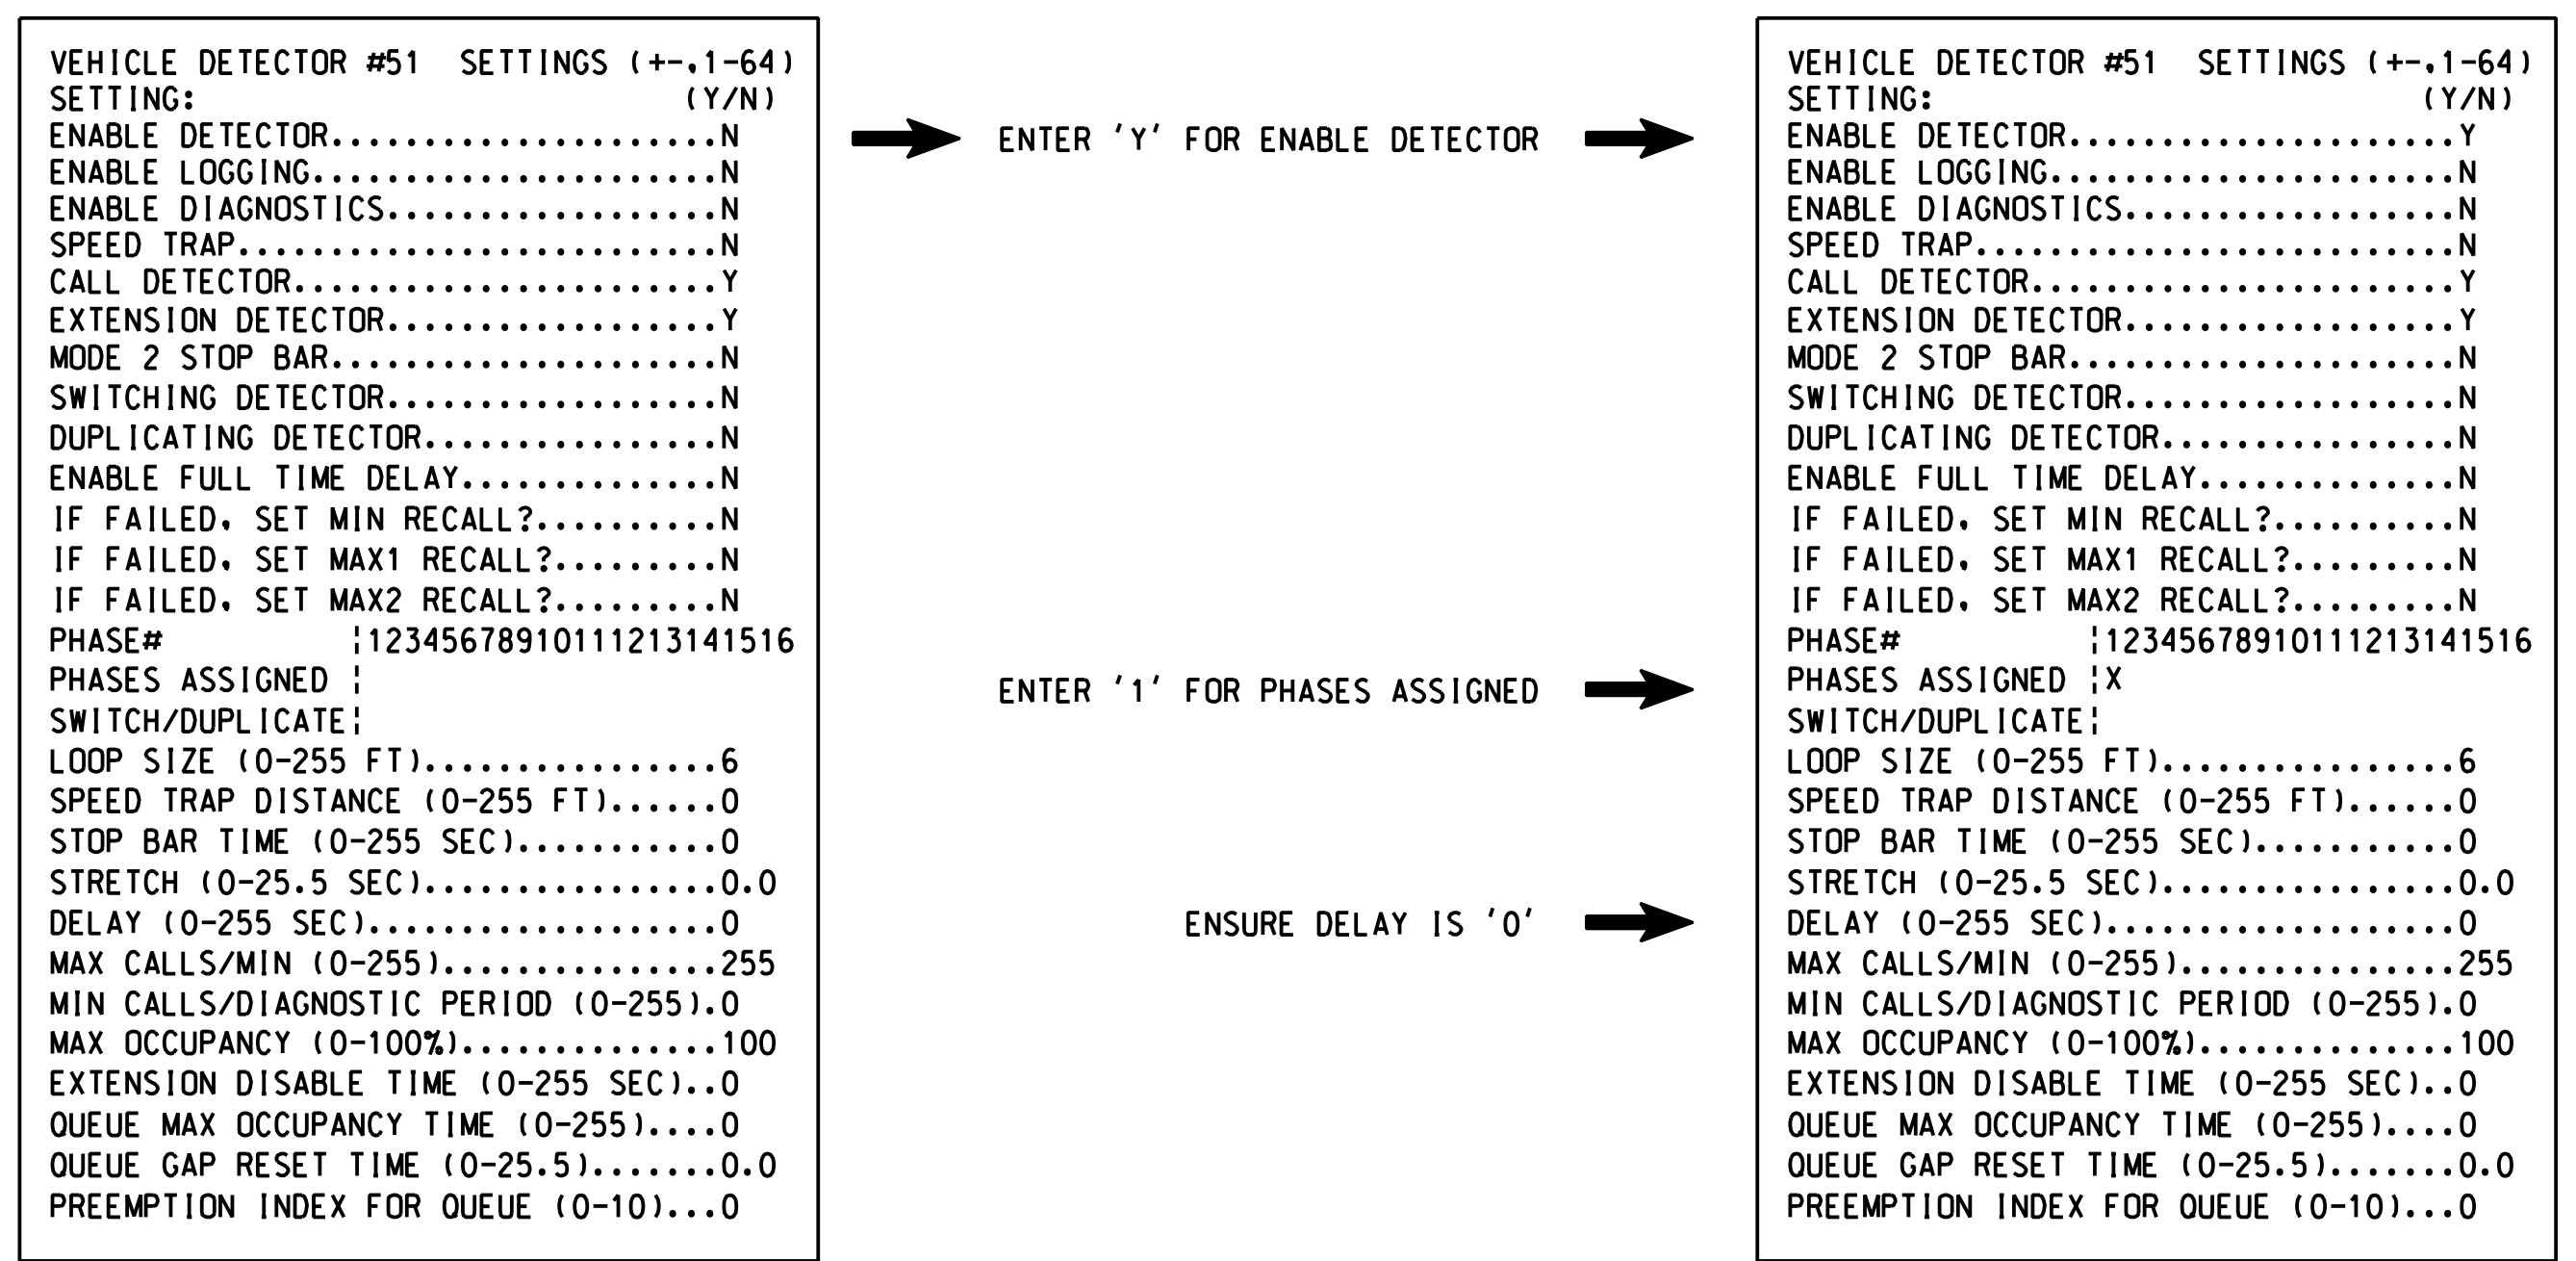 VEHICLE DETECTOR #51  SETTINGS (+-,1-64)
SETTING:                          (Y/N)
ENABLE DETECTOR.....................N
ENABLE LOGGING......................N
ENABLE DIAGNOSTICS..................N
SPEED TRAP..........................N
CALL DETECTOR.......................Y
EXTENSION DETECTOR..................Y
MODE 2 STOP BAR.....................N
SWITCHING DETECTOR..................N
DUPLICATING DETECTOR................N
ENABLE FULL TIME DELAY..............N
IF FAILED, SET MIN RECALL?..........N
IF FAILED, SET MAX1 RECALL?.........N
IF FAILED, SET MAX2 RECALL?.........N
PHASE#          ¦12345678910111213141516
PHASES ASSIGNED ¦
SWITCH/DUPLICATE¦
LOOP SIZE (0-255 FT)................6
SPEED TRAP DISTANCE (0-255 FT)......0
STOP BAR TIME (0-255 SEC)...........0
STRETCH (0-25.5 SEC)................0.0
DELAY (0-255 SEC)...................0
MAX CALLS/MIN (0-255)...............255
MIN CALLS/DIAGNOSTIC PERIOD (0-255).0
MAX OCCUPANCY (0-100%)..............100
EXTENSION DISABLE TIME (0-255 SEC)..0
QUEUE MAX OCCUPANCY TIME (0-255)....0
QUEUE GAP RESET TIME (0-25.5).......0.0
PREEMPTION INDEX FOR QUEUE (0-10)...0
ENTER 'Y' FOR ENABLE DETECTOR
ENTER '1' FOR PHASES ASSIGNED
ENSURE DELAY IS '0'
VEHICLE DETECTOR #51  SETTINGS (+-,1-64)
SETTING:                          (Y/N)
ENABLE DETECTOR.....................Y
ENABLE LOGGING......................N
ENABLE DIAGNOSTICS..................N
SPEED TRAP..........................N
CALL DETECTOR.......................Y
EXTENSION DETECTOR..................Y
MODE 2 STOP BAR.....................N
SWITCHING DETECTOR..................N
DUPLICATING DETECTOR................N
ENABLE FULL TIME DELAY..............N
IF FAILED, SET MIN RECALL?..........N
IF FAILED, SET MAX1 RECALL?.........N
IF FAILED, SET MAX2 RECALL?.........N
PHASE#          ¦12345678910111213141516
PHASES ASSIGNED ¦X
SWITCH/DUPLICATE¦
LOOP SIZE (0-255 FT)................6
SPEED TRAP DISTANCE (0-255 FT)......0
STOP BAR TIME (0-255 SEC)...........0
STRETCH (0-25.5 SEC)................0.0
DELAY (0-255 SEC)...................0
MAX CALLS/MIN (0-255)...............255
MIN CALLS/DIAGNOSTIC PERIOD (0-255).0
MAX OCCUPANCY (0-100%)..............100
EXTENSION DISABLE TIME (0-255 SEC)..0
QUEUE MAX OCCUPANCY TIME (0-255)....0
QUEUE GAP RESET TIME (0-25.5).......0.0
PREEMPTION INDEX FOR QUEUE (0-10)...0